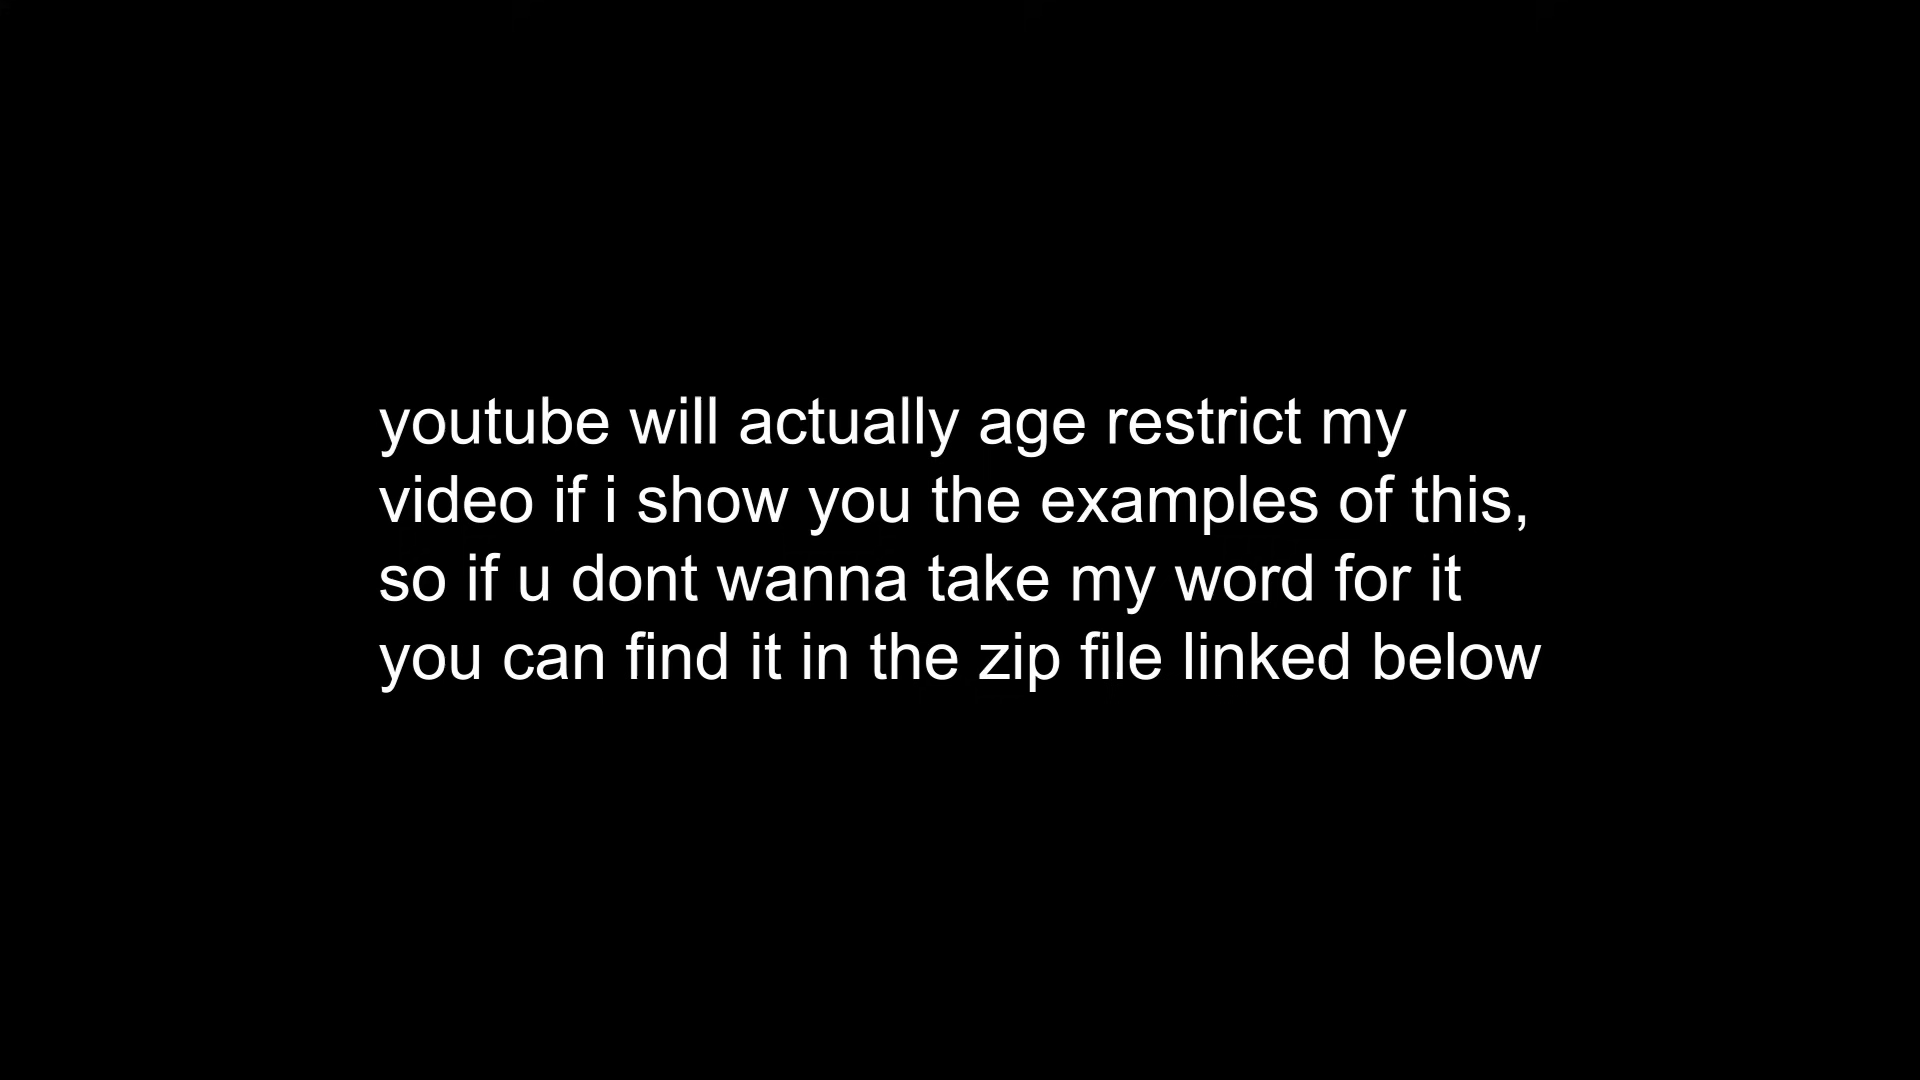 youtube will actually age restrict my
video if i show you the examples of this,
so if u dont wanna take my word for it
you can find it in the zip file linked below